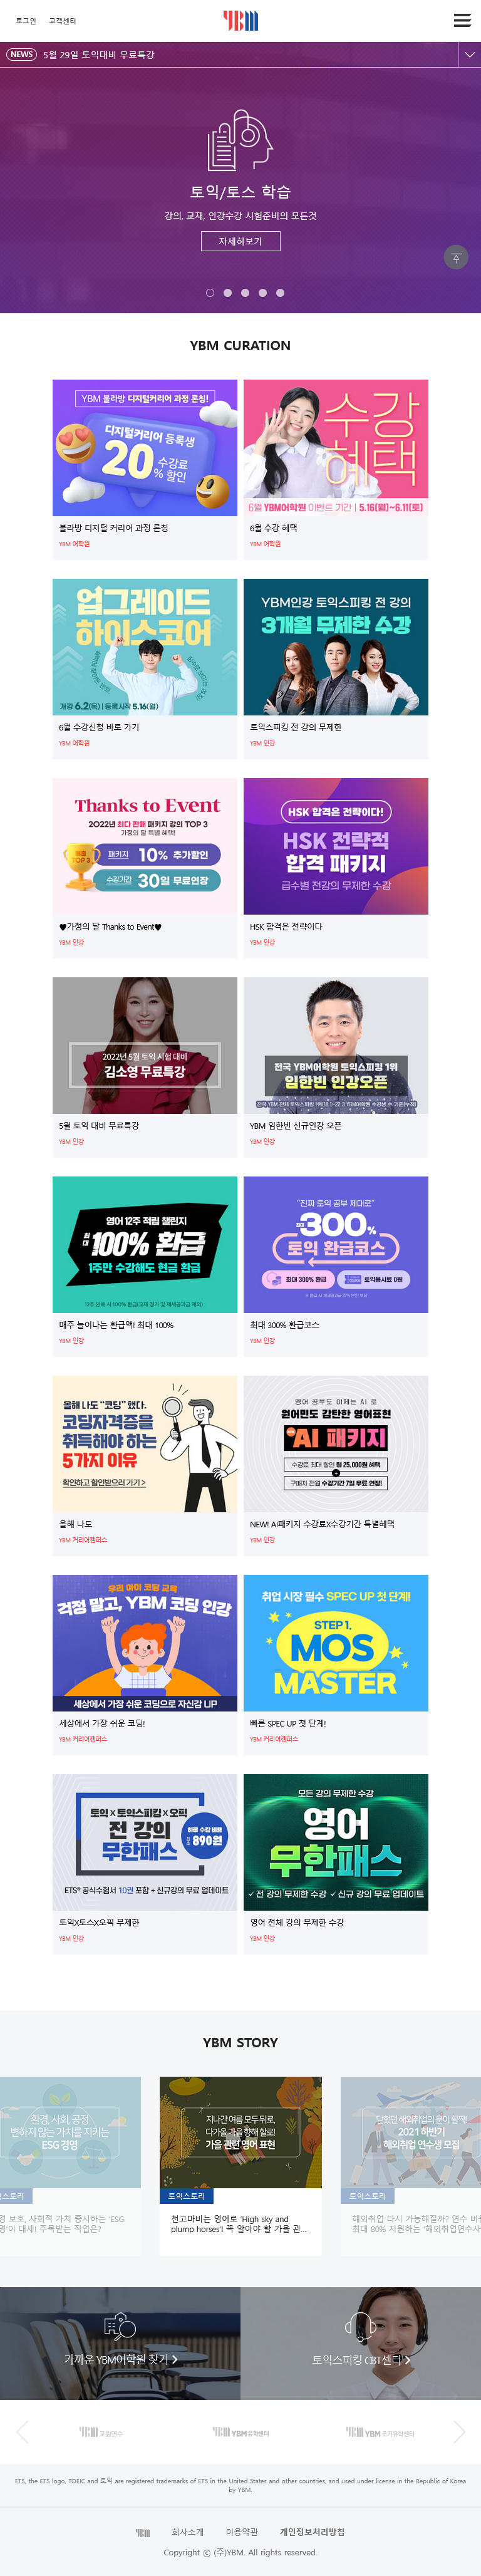 로그인 고객센터
YBM
NEWS 5월 29일 토익대비 무료특강
토익/토스 학습
강의, 교재, 인강수강 시험준비의 모든것
자세히보기
YBM CURATION
YBM 볼라방 디지털커리어 과정 론칭!
디지털커리어 등록생
20% 수강료 할인
볼라방 디지털 커리어 과정 론칭
YBM 어학원
수강
혜택
6월 YBM어학원 이벤트 기간 | 5.16(월)~6.11(토)
6월 수강 혜택
YBM 어학원
업그레이드
하이스코어
개강 6.2(목) | 등록시작 5.16(월)
6월 수강신청 바로 가기
YBM 어학원
YBM인강 토익스피킹 전 강의
3개월 무제한 수강
토익스피킹 전 강의 무제한
YBM 인강
Thanks to Event
2022년 최다 판매 패키지 강의 TOP 3
가정의 달 특별 혜택!
매출 TOP 3
패키지 10% 추가할인
수강기간 30일 무료연장
♥가정의 달 Thanks to Event♥
YBM 인강
HSK 합격은 전략이다!
HSK 전략적
합격 패키지
급수별 전강의 무제한 수강
HSK 합격은 전략이다
YBM 인강
2022년 5월 토익 시험 대비
김소영 무료특강
5월 토익 대비 무료특강
YBM 인강
전국 YBM어학원 토익스피킹 1위
임한빈 인강오픈
YBM 임한빈 신규인강 오픈
YBM 인강
영어 12주 적립 챌린지
최대 100% 환급
1주만 수강해도 현금 환급
매주 늘어나는 환급액! 최대 100%
YBM 인강
"진짜 토익 공부 제대로"
최대 300%
토익 환급코스
최대 300% 환급 토익응시료 0원
최대 300% 환급코스
YBM 인강
올해 나도 "코딩" 했다.
코딩자격증을
취득해야 하는
5가지 이유
확인하고 할인받으러 가기 >
올해 나도
YBM 커리어캠퍼스
영어 공부도 이제는 AI 로
원어민도 감탄한 영어표현
AI 패키지
수강료 최대 할인 월 25,000원 혜택
구매자 전원 수강기간 7일 무료 연장!
NEW! AI패키지 수강료X수강기간 특별혜택
YBM 인강
우리 아이 코딩 교육
걱정 말고, YBM 코딩 인강
세상에서 가장 쉬운 코딩으로 자신감 UP
세상에서 가장 쉬운 코딩!
YBM 커리어캠퍼스
취업 시장 필수 SPEC UP 첫 단계!
STEP 1.
MOS
MASTER
빠른 SPEC UP 첫 단계!
YBM 커리어캠퍼스
토익X토익스피킹X오픽
전 강의
무한패스
하루 수강 비용
890원
ETS® 공식수험서 10권 포함 + 신규강의 무료 업데이트
토익X토스X오픽 무제한
YBM 인강
모든 강의 무제한 수강
영어
무한패스
✓ 전 강의 무제한 수강 ✓ 신규 강의 무료 업데이트
영어 전체 강의 무제한 수강
YBM 인강
YBM STORY
환경, 사회, 공정
변하지 않는 가치를 지키는
ESG 경영
스토리
경 보호, 사회적 가치 중시하는 'ESG
영'이 대세! 주목받는 직업은?
지나간 여름 모두 뒤로,
다가올 가을 향해 할로!
가을 관련 영어 표현
토익스토리
천고마비는 영어로 'High sky and
plump horses'! 꼭 알아야 할 가을 관...
2021 하반기
해외취업 연수생 모집
토익스토리
해외취업 다시 가능해질까? 연수 비용
최대 80% 지원하는 '해외취업연수사
가까운 YBM어학원 찾기 >
토익스피킹 CBT센터 >
YBM 교원연수 YBM YBM유학센터 YBM YBM조기유학센터
ETS, the ETS logo, TOEIC and 토익 are registered trademarks of ETS in the United States and other countries, and used under license in the Republic of Korea
by YBM.
YBM 회사소개 이용약관 개인정보처리방침
Copyright ⓒ (주)YBM. All rights reserved.